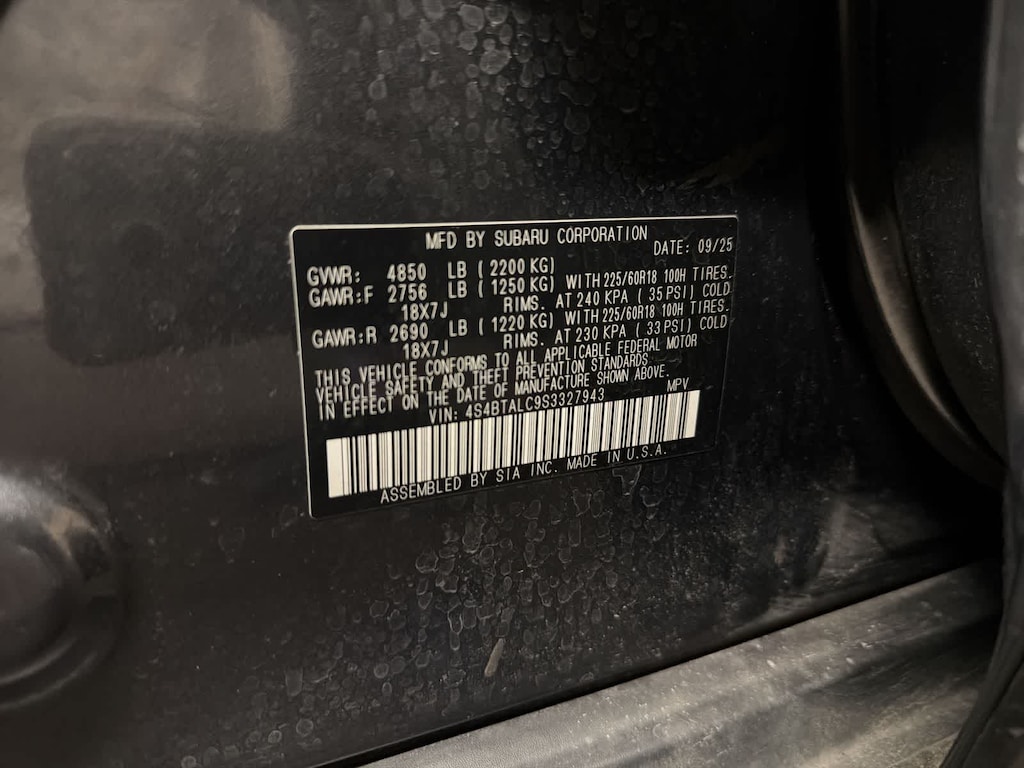 MFD BY SUBARU CORPORATION
DATE: 09/25
GVWR: 4850 LB ( 2200 KG)
GAWR:F 2756 LB ( 1250 KG) WITH 225/60R18 100H TIRES.
18X7J RIMS. AT 240 KPA ( 35 PSI) COLD
GAWR:R 2690 LB ( 1220 KG) WITH 225/60R18 100H TIRES.
18X7J RIMS. AT 230 KPA ( 33 PSI) COLD
THIS VEHICLE CONFORMS TO ALL APPLICABLE FEDERAL MOTOR
VEHICLE SAFETY AND THEFT PREVENTION STANDARDS
IN EFFECT ON THE DATE OF MANUFACTURE SHOWN ABOVE.
VIN: 4S4BTALC9S3327943 MPV
ASSEMBLED BY SIA INC. MADE IN U.S.A.